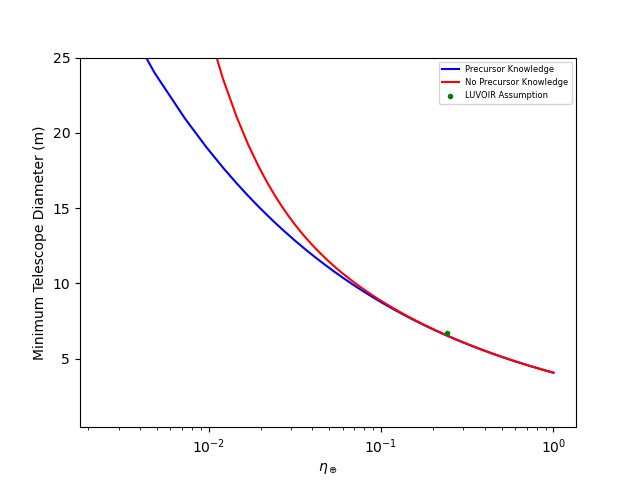 25
20
15
10
5
Minimum Telescope Diameter (m)
Precursor Knowledge
No Precursor Knowledge
LUVOIR Assumption
10⁻² 10⁻¹ 10⁰
η⊕